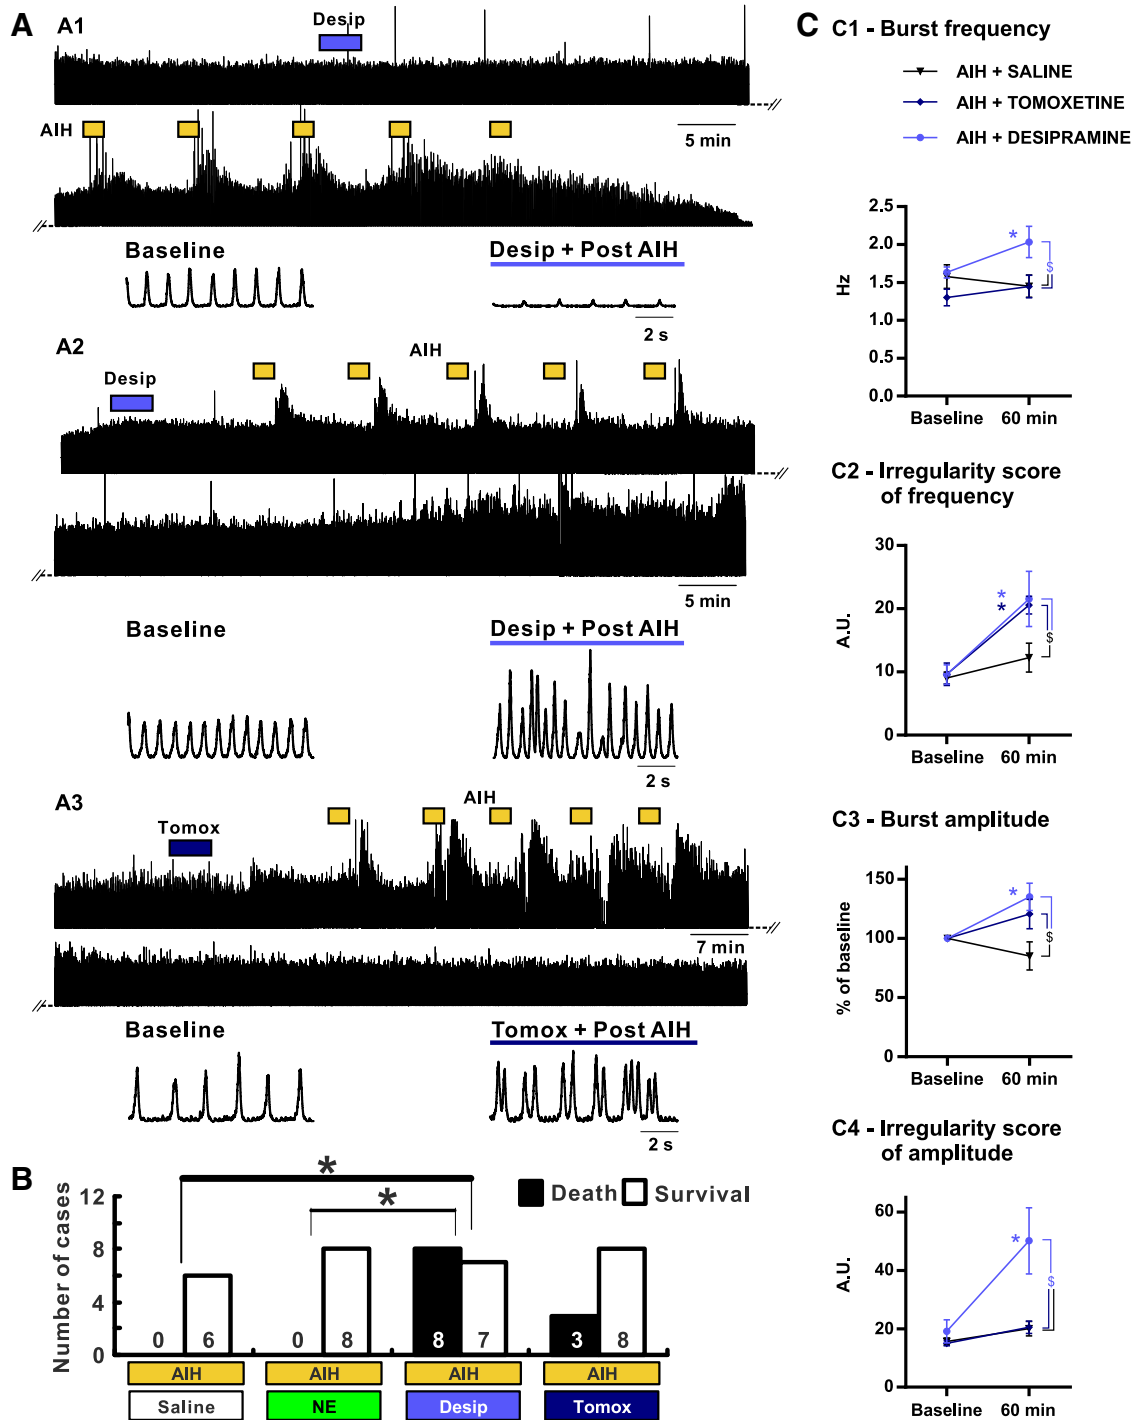 A
A1
Desip
AIH
5 min
Baseline
Desip + Post AIH
2 s
A2
AIH
Desip
5 min
Baseline
Desip + Post AIH
2 s
A3
AIH
Tomox
7 min
Baseline
Tomox + Post AIH
2 s
B
*
*
Death
Survival
Number of cases
12
8
4
0
0
6
0
8
8
7
3
8
AIH
AIH
AIH
AIH
Saline
NE
Desip
Tomox
C
C1 - Burst frequency
AIH + SALINE
AIH + TOMOXETINE
AIH + DESIPRAMINE
2.5
2.0
1.5
1.0
0.5
0.0
Hz
*
$
Baseline
60 min
C2 - Irregularity score
of frequency
30
20
10
0
A.U.
*
*
$
Baseline
60 min
C3 - Burst amplitude
150
100
50
0
% of baseline
*
$
Baseline
60 min
C4 - Irregularity score
of amplitude
60
40
20
0
A.U.
*
$
Baseline
60 min